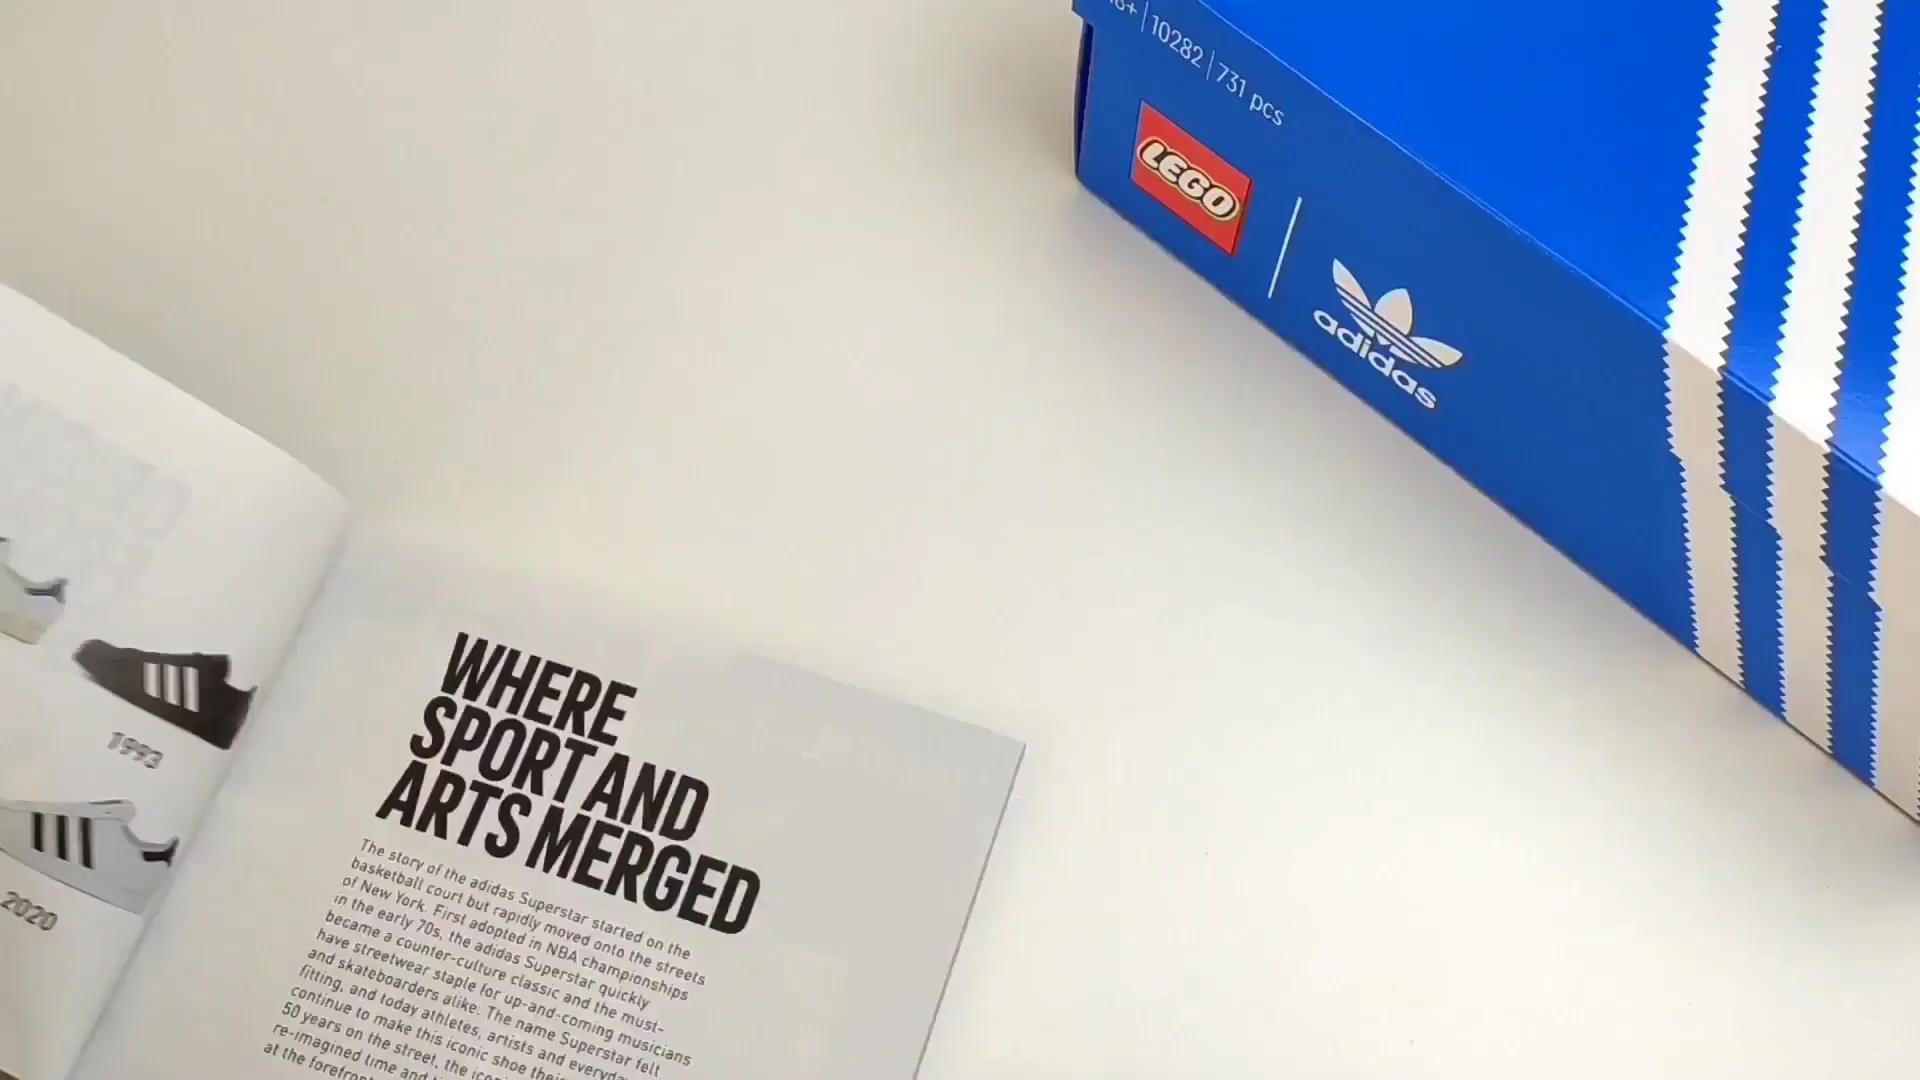 10282 | 731 pcs
LEGO
adidas
1993
2020
WHERE
SPORT AND
ARTS MERGED
The story of the adidas Superstar started on the
basketball court but rapidly moved onto the streets
of New York. First adopted in NBA championships
in the early 70s, the adidas Superstar quickly
became a counter-culture classic and the must-
have streetwear staple for up-and-coming musicians
and skateboarders alike. The name Superstar felt
fitting, and today athletes, artists and everyday
continue to make this iconic shoe their
50 years on the street, the
re-imagined time and
at the forefront